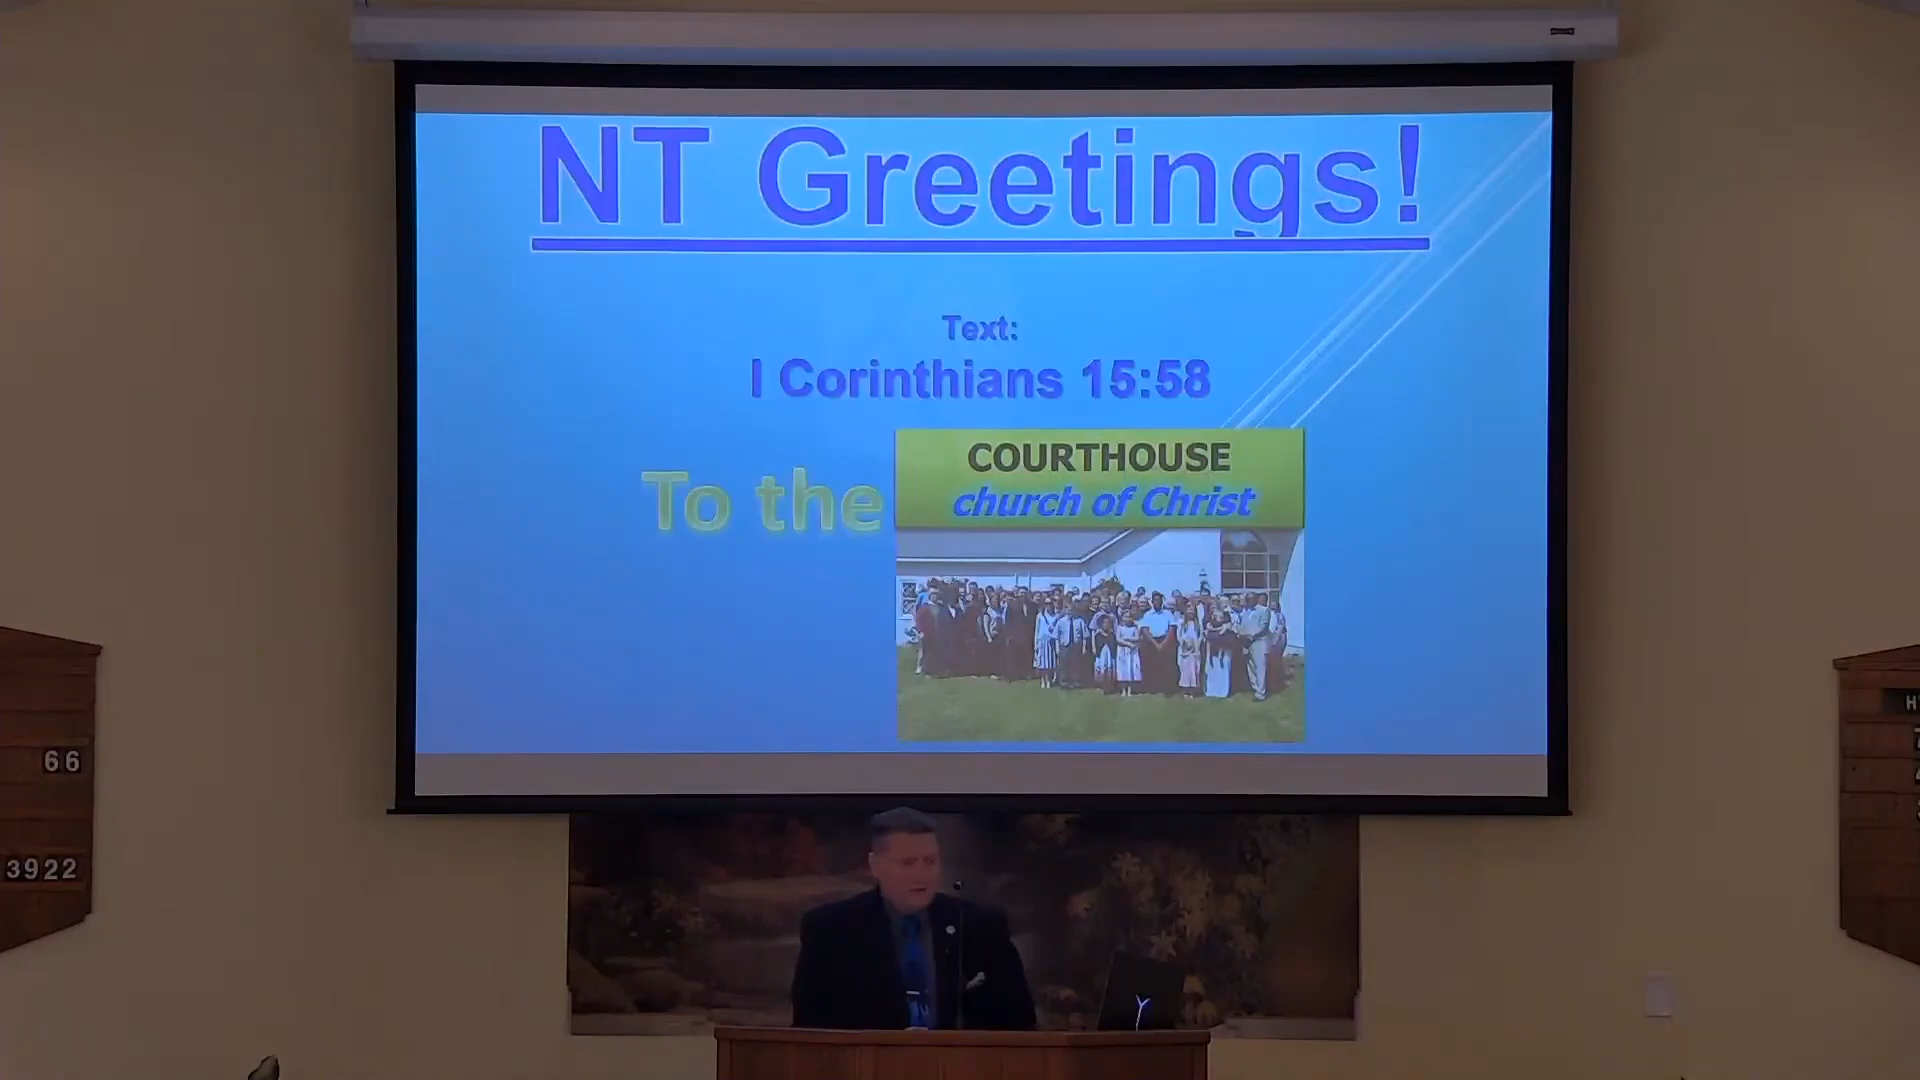 NT Greetings!
Text:
I Corinthians 15:58
To the
COURTHOUSE
church of Christ
66
3922
H